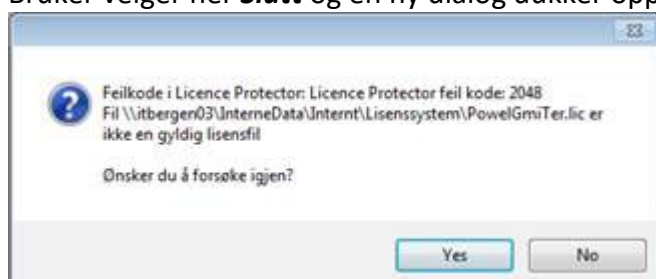 Bruker velger her Slutt og en ny dialog dukker opp
Feilkode i Licence Protector: Licence Protector feil kode: 2048
Fil \\itbergen03\InterneData\Internt\Lisenssystem\PowelGmiTer.lic er
ikke en gyldig lisensfil
Ønsker du å forsøke igjen?
Yes No